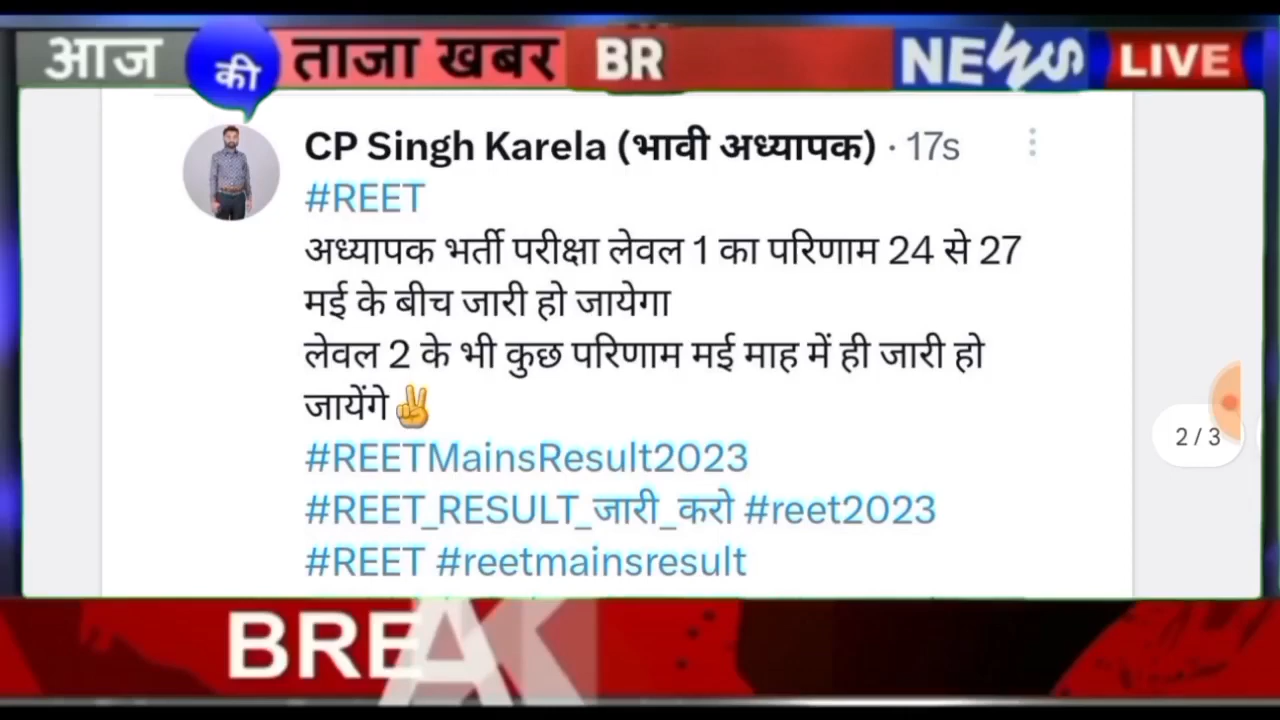 आज की ताजा खबर BR NEWS LIVE
CP Singh Karela (भावी अध्यापक) · 17s
#REET
अध्यापक भर्ती परीक्षा लेवल 1 का परिणाम 24 से 27
मई के बीच जारी हो जायेगा
लेवल 2 के भी कुछ परिणाम मई माह में ही जारी हो
जायेंगे✌
#REETMainsResult2023
#REET_RESULT_जारी_करो #reet2023
#REET #reetmainsresult
2/3
BREAK